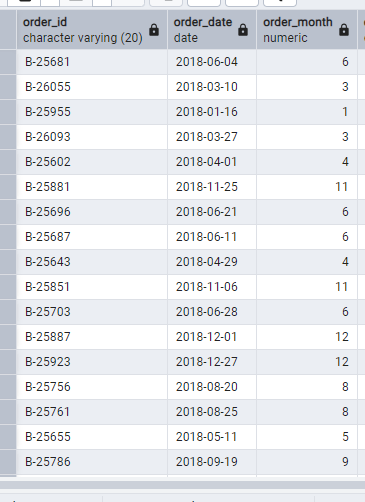 order_id order_date order_month
character varying (20) date numeric
B-25681 2018-06-04 6
B-26055 2018-03-10 3
B-25955 2018-01-16 1
B-26093 2018-03-27 3
B-25602 2018-04-01 4
B-25881 2018-11-25 11
B-25696 2018-06-21 6
B-25687 2018-06-11 6
B-25643 2018-04-29 4
B-25851 2018-11-06 11
B-25703 2018-06-28 6
B-25887 2018-12-01 12
B-25923 2018-12-27 12
B-25756 2018-08-20 8
B-25761 2018-08-25 8
B-25655 2018-05-11 5
B-25786 2018-09-19 9